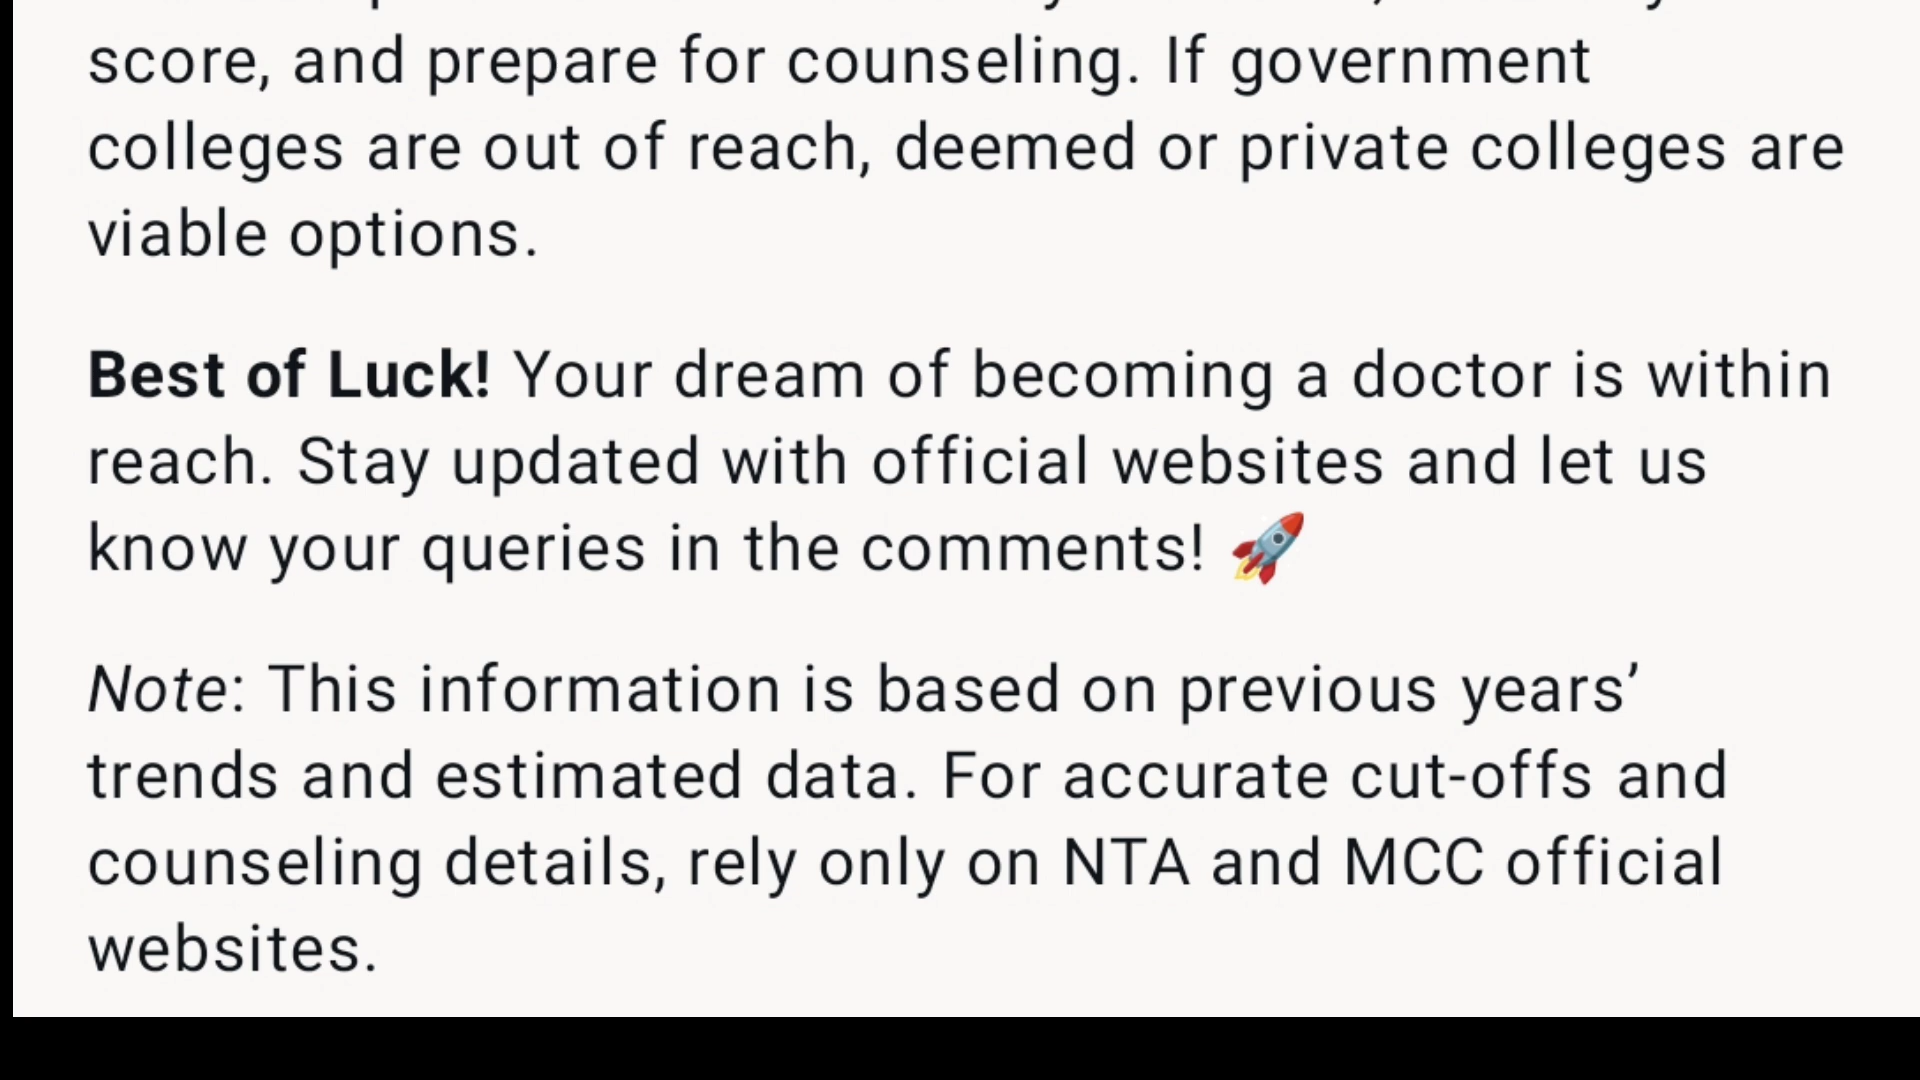 score, and prepare for counseling. If government
colleges are out of reach, deemed or private colleges are
viable options.
Best of Luck! Your dream of becoming a doctor is within
reach. Stay updated with official websites and let us
know your queries in the comments! 🚀
Note: This information is based on previous years’
trends and estimated data. For accurate cut-offs and
counseling details, rely only on NTA and MCC official
websites.